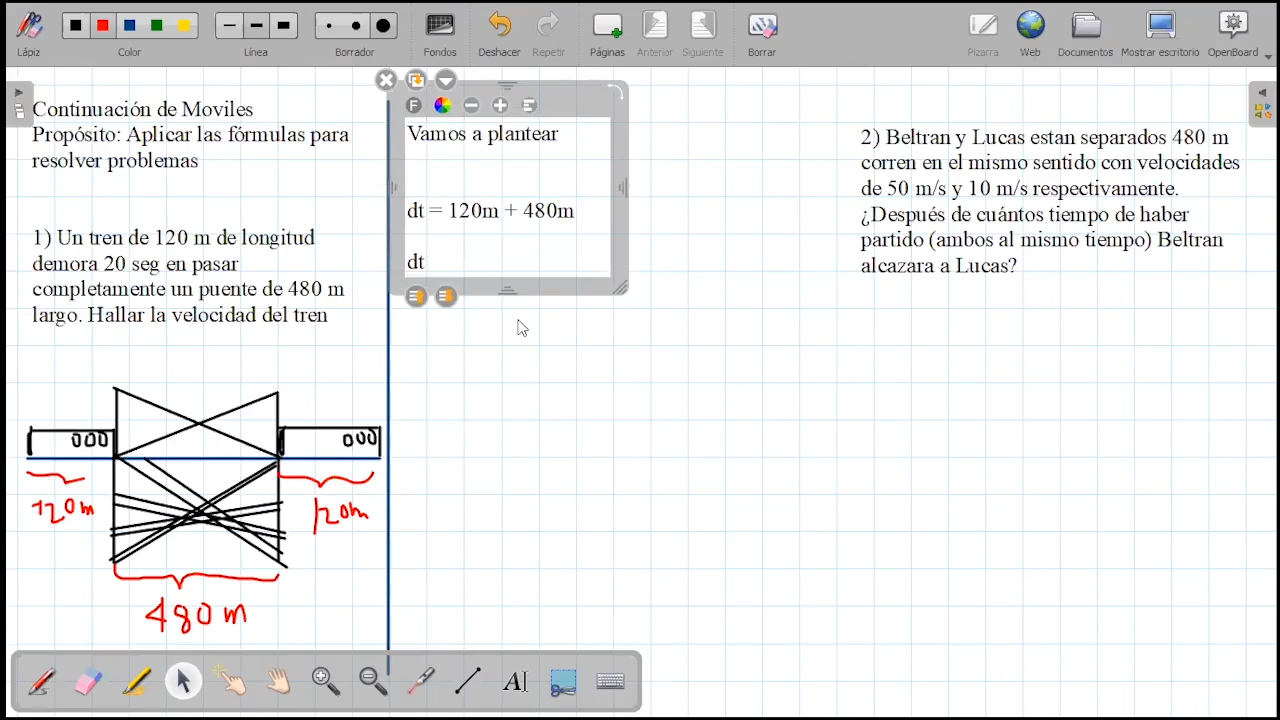 Lápiz
Color
Línea
Borrador
Fondos
Deshacer
Repetir
Páginas
Anterior
Siguiente
Borrar
Pizarra
Web
Documentos
Mostrar escritorio
OpenBoard
Continuación de Moviles
Propósito: Aplicar las fórmulas para
resolver problemas
1) Un tren de 120 m de longitud
demora 20 seg en pasar
completamente un puente de 480 m
largo. Hallar la velocidad del tren
000
000
120m
120m
480 m
F
Vamos a plantear
dt = 120m + 480m
dt
2) Beltran y Lucas estan separados 480 m
corren en el mismo sentido con velocidades
de 50 m/s y 10 m/s respectivamente.
¿Después de cuántos tiempo de haber
partido (ambos al mismo tiempo) Beltran
alcazara a Lucas?
A